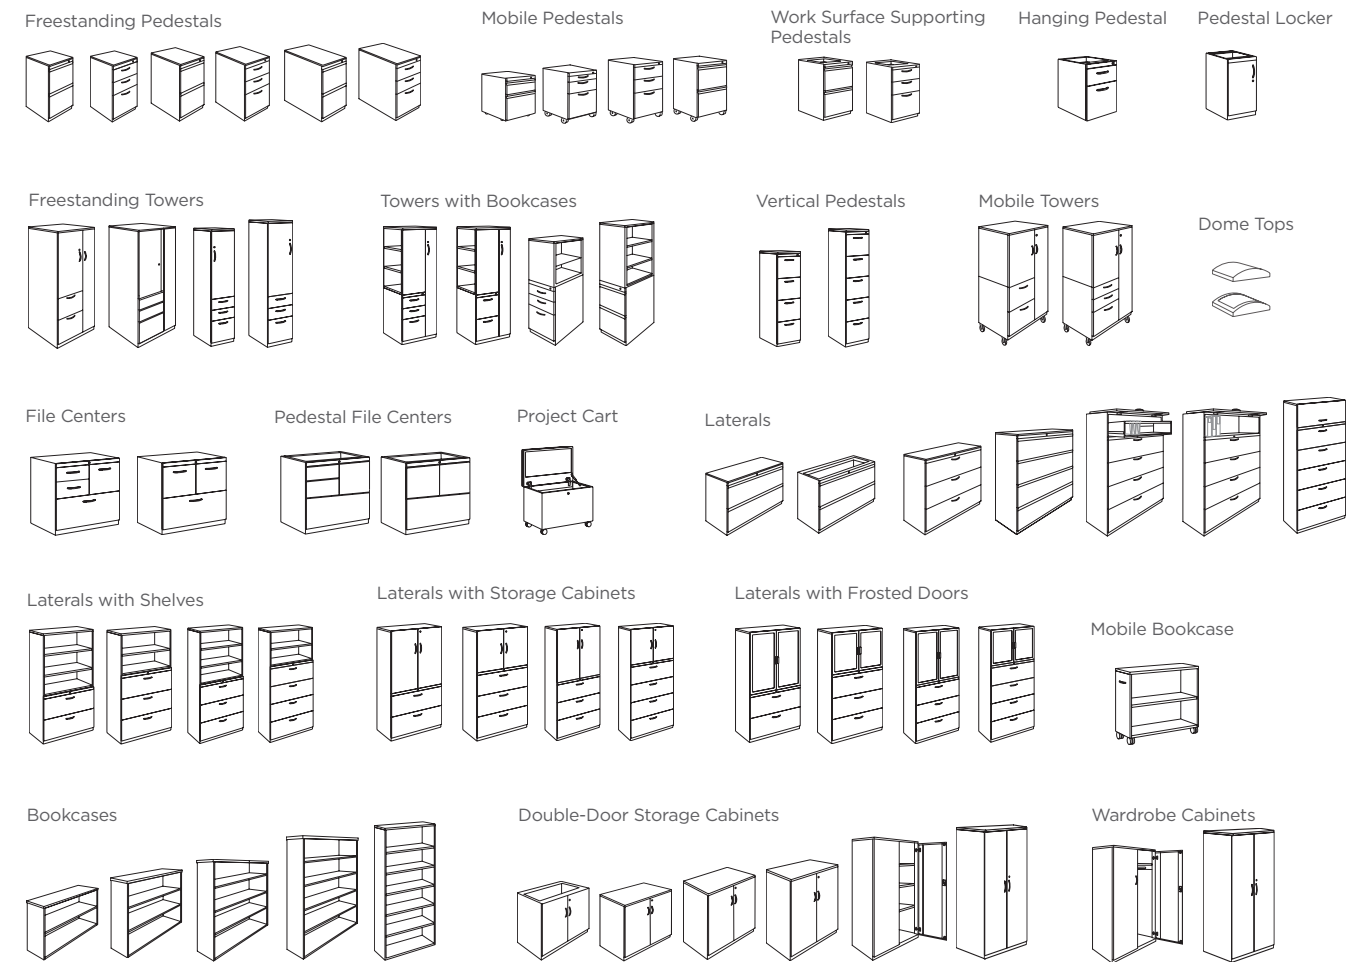 Freestanding Pedestals
Mobile Pedestals
Work Surface Supporting
Pedestals
Hanging Pedestal
Pedestal Locker
Freestanding Towers
Towers with Bookcases
Vertical Pedestals
Mobile Towers
Dome Tops
File Centers
Pedestal File Centers
Project Cart
Laterals
Laterals with Shelves
Laterals with Storage Cabinets
Laterals with Frosted Doors
Mobile Bookcase
Bookcases
Double-Door Storage Cabinets
Wardrobe Cabinets